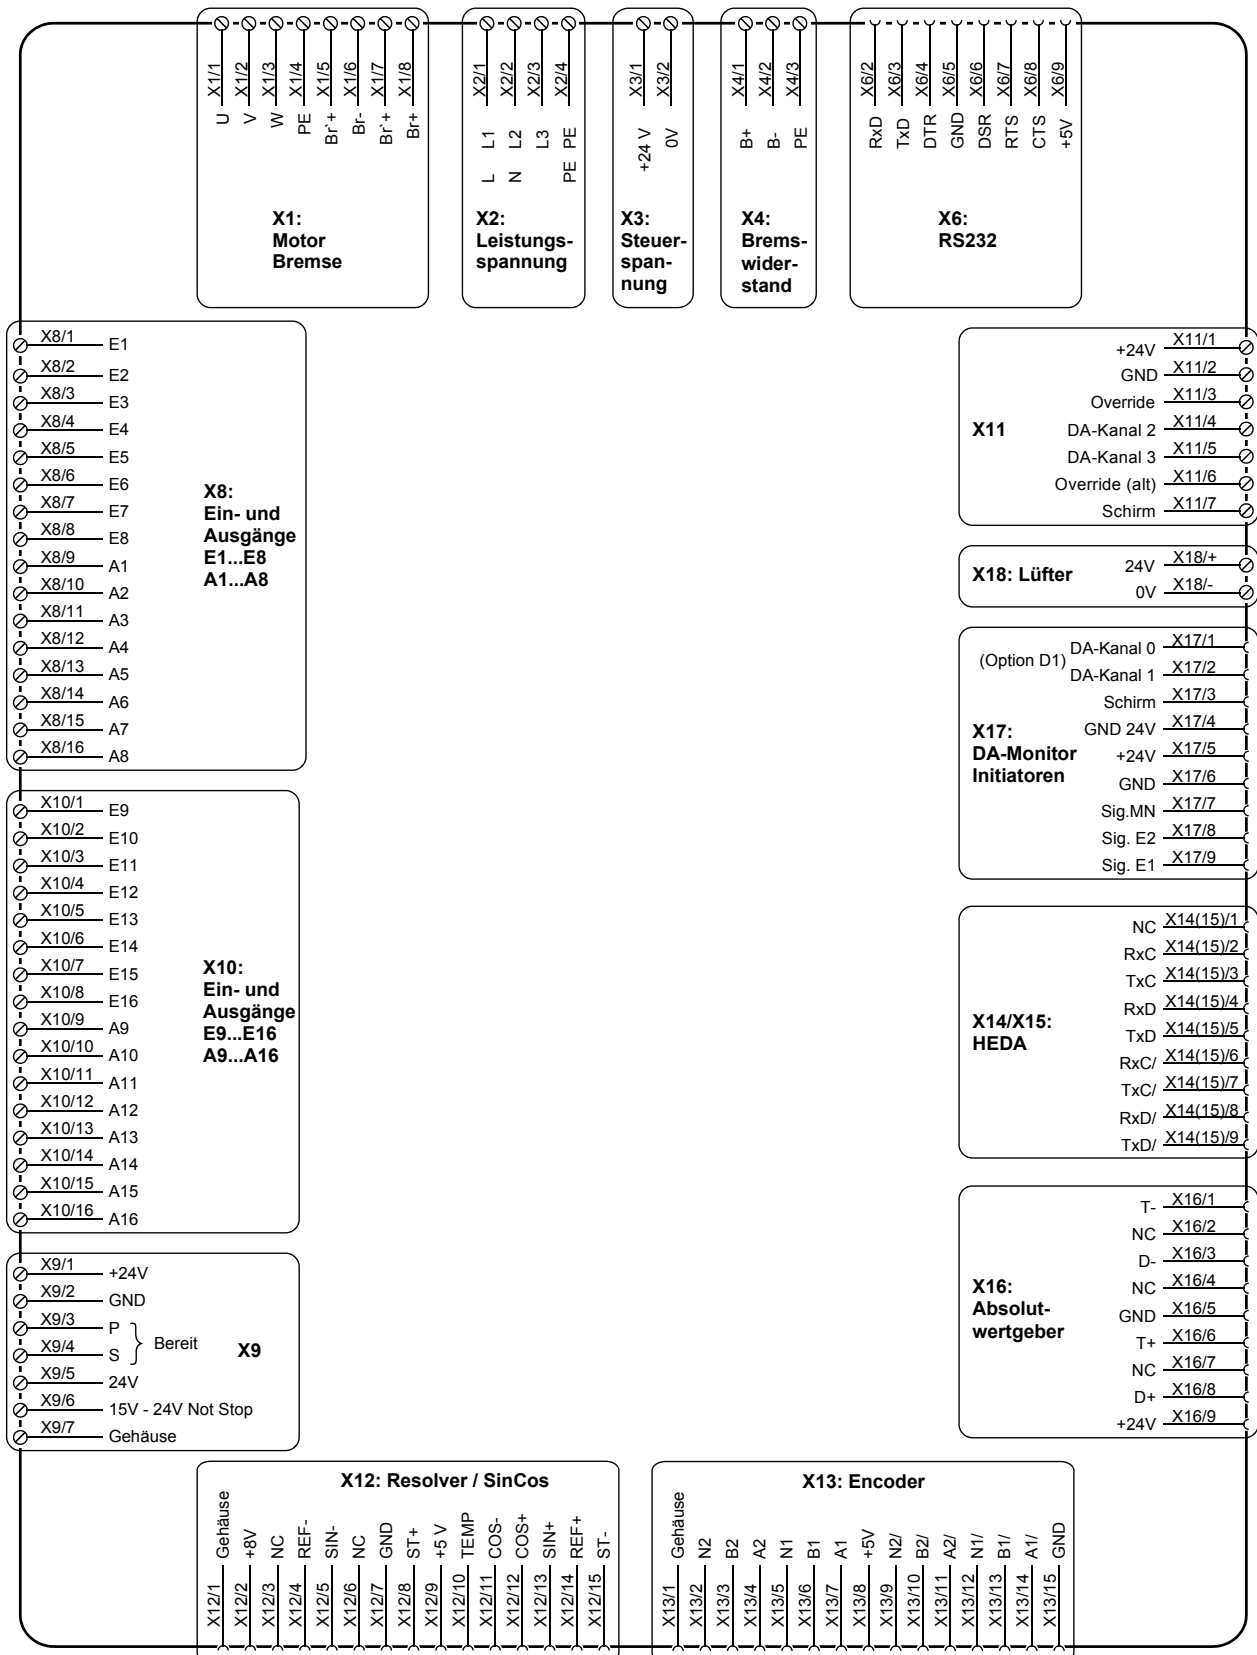 X1/1 U
X1/2 V
X1/3 W
X1/4 PE
X1/5 Br`+
X1/6 Br-
X1/7 Br`+
X1/8 Br+
X1:
Motor
Bremse
X2/1 L L1
X2/2 N L2
X2/3 L3
X2/4 PE PE
X2:
Leistungs-
spannung
X3/1 +24 V
X3/2 0V
X3:
Steuer-
span-
nung
X4/1 B+
X4/2 B-
X4/3 PE
X4:
Brems-
wider-
stand
X6/2 RxD
X6/3 TxD
X6/4 DTR
X6/5 GND
X6/6 DSR
X6/7 RTS
X6/8 CTS
X6/9 +5V
X6:
RS232
X8/1 E1
X8/2 E2
X8/3 E3
X8/4 E4
X8/5 E5
X8/6 E6
X8/7 E7
X8/8 E8
X8/9 A1
X8/10 A2
X8/11 A3
X8/12 A4
X8/13 A5
X8/14 A6
X8/15 A7
X8/16 A8
X8:
Ein- und
Ausgänge
E1...E8
A1...A8
X11
+24V X11/1
GND X11/2
Override X11/3
DA-Kanal 2 X11/4
DA-Kanal 3 X11/5
Override (alt) X11/6
Schirm X11/7
X18: Lüfter
24V X18/+
0V X18/-
(Option D1)
DA-Kanal 0 X17/1
DA-Kanal 1 X17/2
Schirm X17/3
GND 24V X17/4
+24V X17/5
GND X17/6
Sig.MN X17/7
Sig. E2 X17/8
Sig. E1 X17/9
X17:
DA-Monitor
Initiatoren
X10/1 E9
X10/2 E10
X10/3 E11
X10/4 E12
X10/5 E13
X10/6 E14
X10/7 E15
X10/8 E16
X10/9 A9
X10/10 A10
X10/11 A11
X10/12 A12
X10/13 A13
X10/14 A14
X10/15 A15
X10/16 A16
X10:
Ein- und
Ausgänge
E9...E16
A9...A16
X14/X15:
HEDA
NC X14(15)/1
RxC X14(15)/2
TxC X14(15)/3
RxD X14(15)/4
TxD X14(15)/5
RxC/ X14(15)/6
TxC/ X14(15)/7
RxD/ X14(15)/8
TxD/ X14(15)/9
X9/1 +24V
X9/2 GND
X9/3 P
X9/4 S
Bereit
X9/5 24V
X9/6 15V - 24V Not Stop
X9/7 Gehäuse
X9
X16:
Absolut-
wertgeber
T- X16/1
NC X16/2
D- X16/3
NC X16/4
GND X16/5
T+ X16/6
NC X16/7
D+ X16/8
+24V X16/9
X12: Resolver / SinCos
X12/1 Gehäuse
X12/2 +8V
X12/3 NC
X12/4 REF-
X12/5 SIN-
X12/6 NC
X12/7 GND
X12/8 ST+
X12/9 +5 V
X12/10 TEMP
X12/11 COS-
X12/12 COS+
X12/13 SIN+
X12/14 REF+
X12/15 ST-
X13: Encoder
X13/1 Gehäuse
X13/2 N2
X13/3 B2
X13/4 A2
X13/5 N1
X13/6 B1
X13/7 A1
X13/8 +5V
X13/9 N2/
X13/10 B2/
X13/11 A2/
X13/12 N1/
X13/13 B1/
X13/14 A1/
X13/15 GND